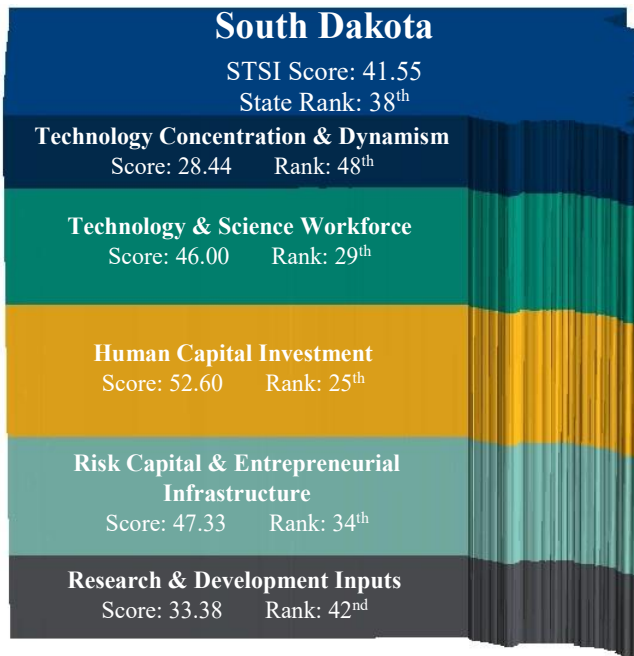 South Dakota
STSI Score: 41.55
State Rank: 38th
Technology Concentration & Dynamism
Score: 28.44 Rank: 48th
Technology & Science Workforce
Score: 46.00 Rank: 29th
Human Capital Investment
Score: 52.60 Rank: 25th
Risk Capital & Entrepreneurial
Infrastructure
Score: 47.33 Rank: 34th
Research & Development Inputs
Score: 33.38 Rank: 42nd